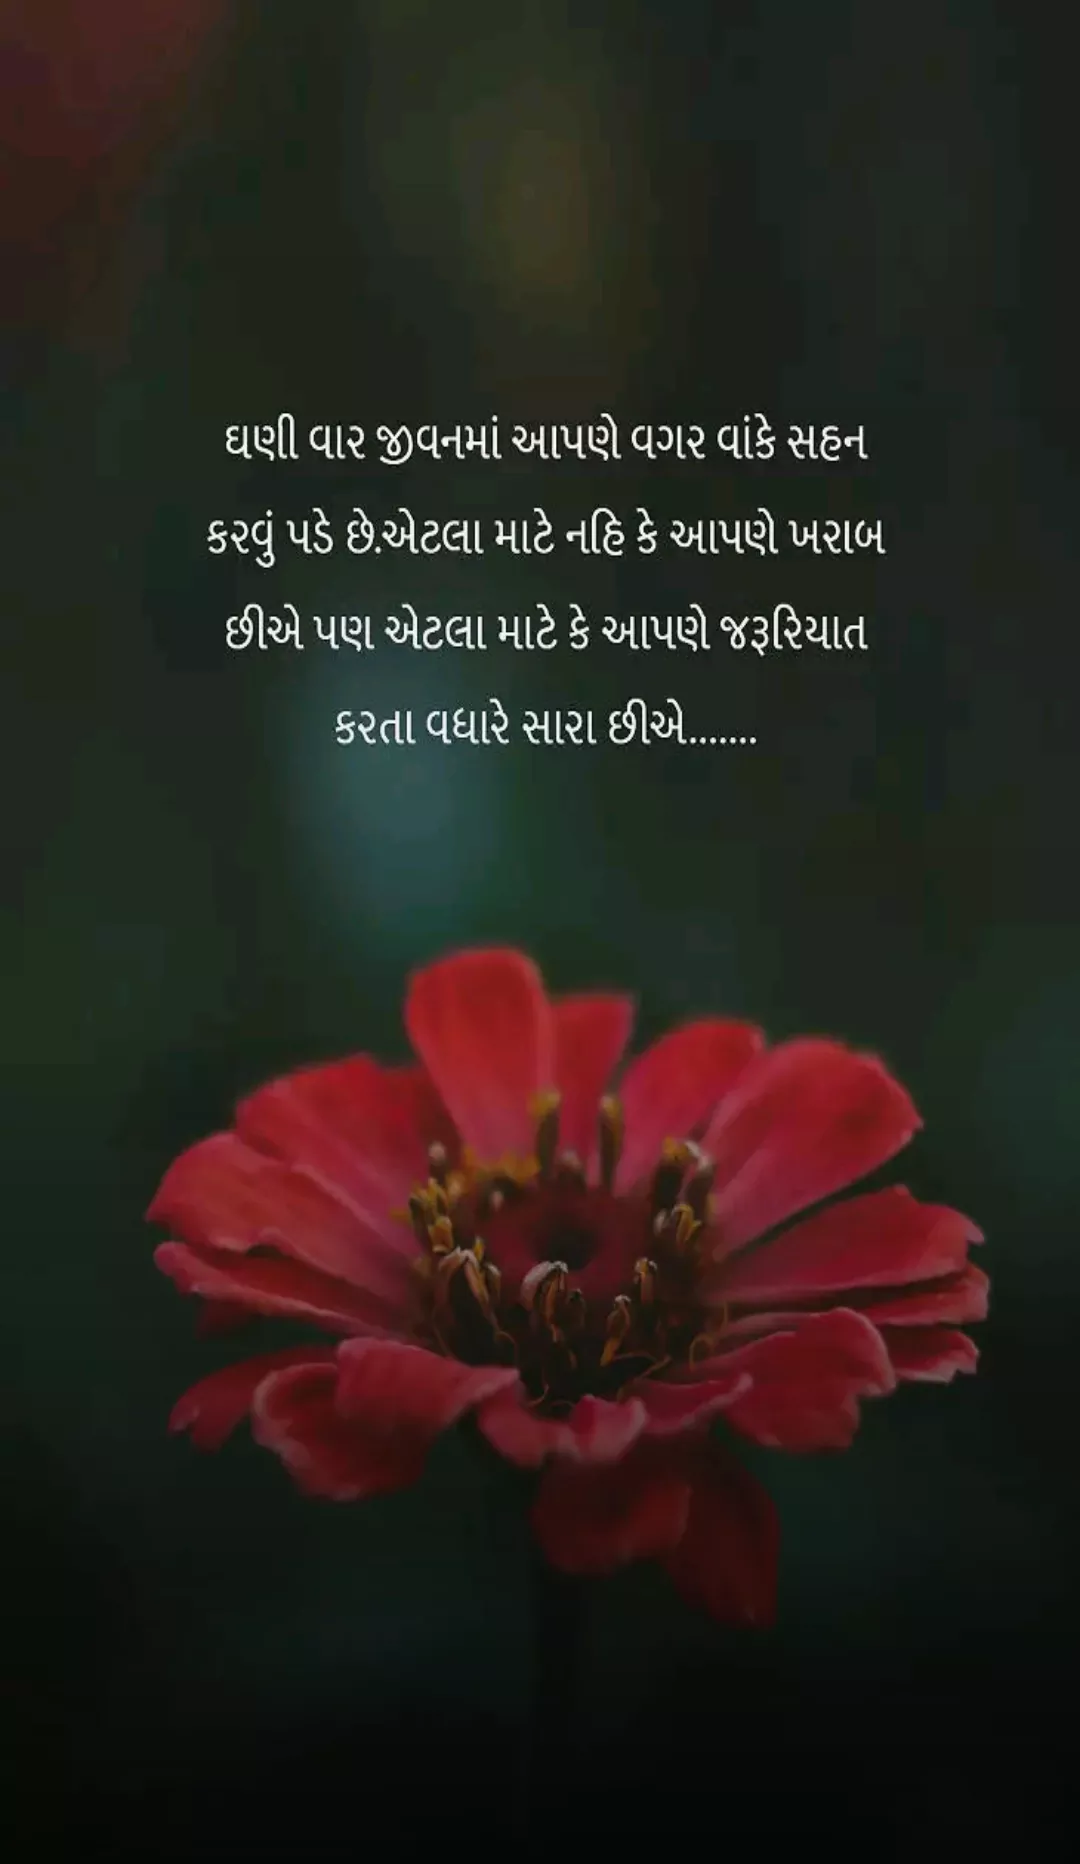 ઘણી વાર જીવનમાં આપણે વગર વાંકે સહન
કરવું પડે છે.એટલા માટે નહિ કે આપણે ખરાબ
છીએ પણ એટલા માટે કે આપણે જરૂરિયાત
કરતા વધારે સારા છીએ.......